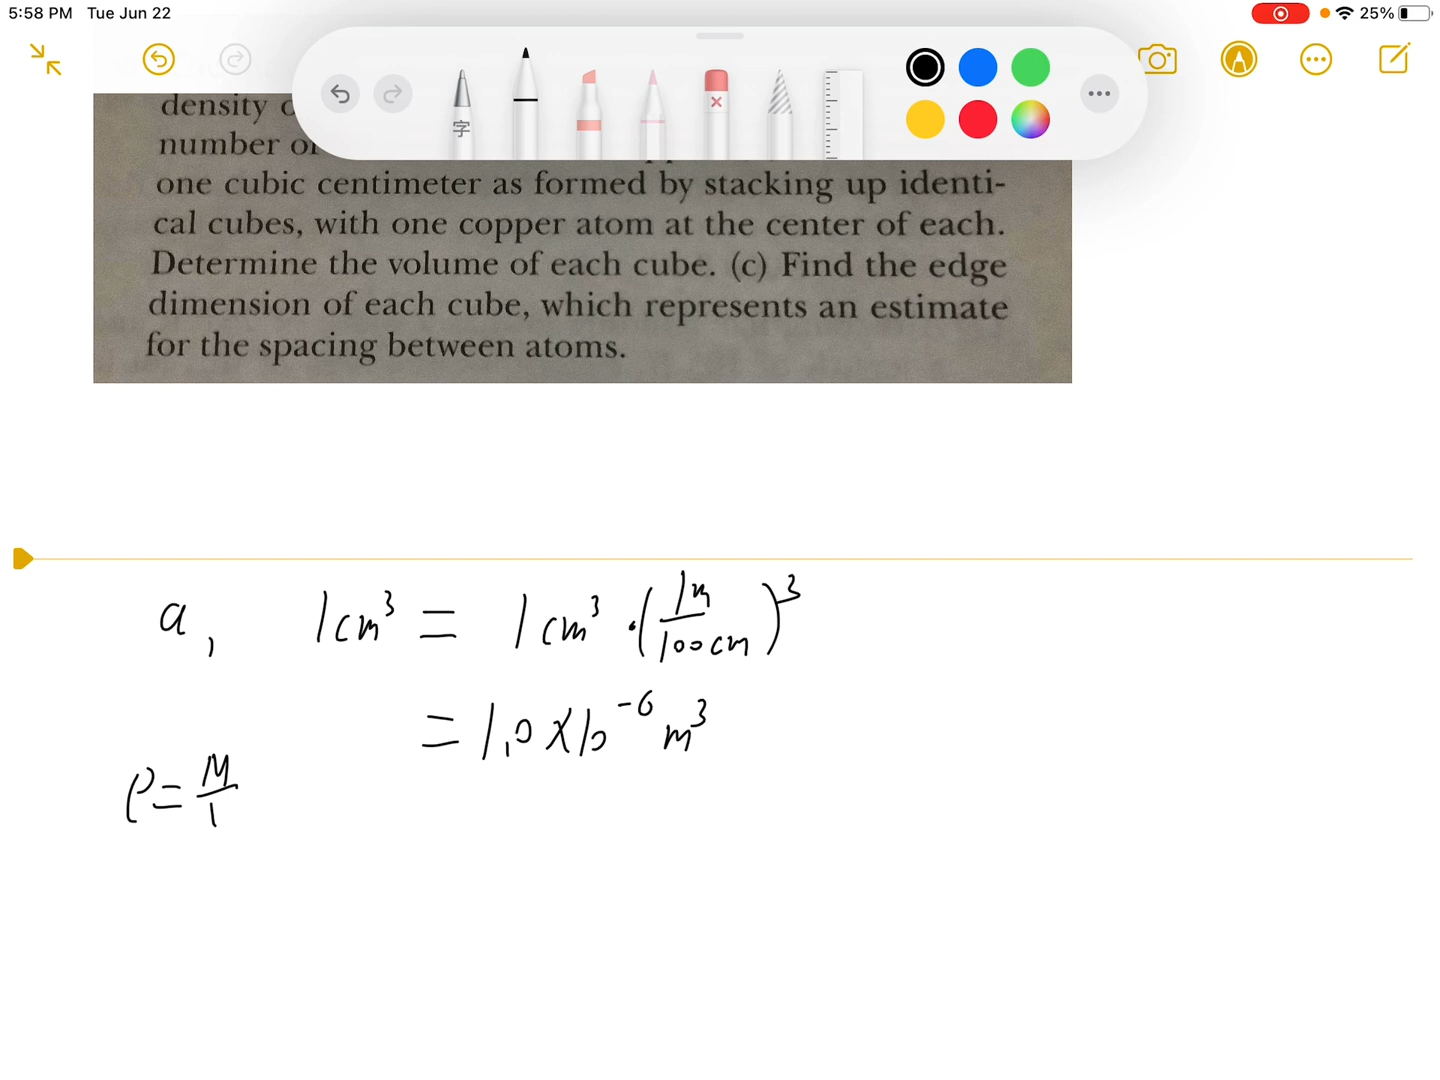 5:58 PM Tue Jun 22
25%
字
density
number of
one cubic centimeter as formed by stacking up identi-
cal cubes, with one copper atom at the center of each.
Determine the volume of each cube. (c) Find the edge
dimension of each cube, which represents an estimate
for the spacing between atoms.
a, 1cm³ = 1cm³ · (1m/100cm)³
= 1.0 × 10⁻⁶ m³
ρ = M/